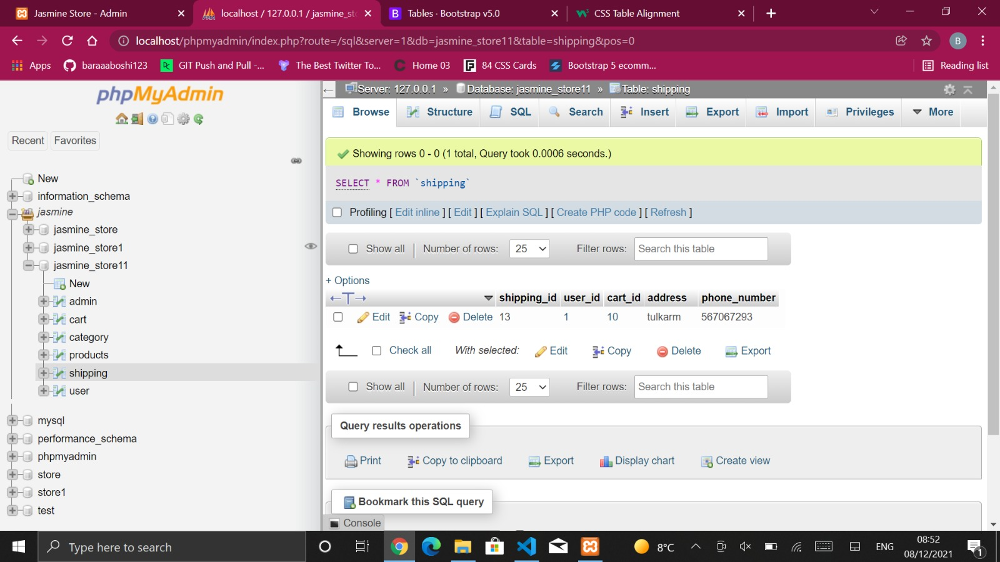 Jasmine Store - Admin
localhost / 127.0.0.1 / jasmine_st
Tables · Bootstrap v5.0
CSS Table Alignment
localhost/phpmyadmin/index.php?route=/sql&server=1&db=jasmine_store11&table=shipping&pos=0
B
Apps
baraaaboshi123
GIT Push and Pull -...
The Best Twitter To...
Home 03
84 CSS Cards
Bootstrap 5 ecomm...
Reading list
phpMyAdmin
Recent
Favorites
New
information_schema
jasmine
jasmine_store
jasmine_store1
jasmine_store11
New
admin
cart
category
products
shipping
user
mysql
performance_schema
phpmyadmin
store
store1
test
Server: 127.0.0.1 » Database: jasmine_store11 » Table: shipping
Browse
Structure
SQL
Search
Insert
Export
Import
Privileges
More
Showing rows 0 - 0 (1 total, Query took 0.0006 seconds.)
SELECT * FROM `shipping`
Profiling [ Edit inline ] [ Edit ] [ Explain SQL ] [ Create PHP code ] [ Refresh ]
Show all | Number of rows: 25 Filter rows: Search this table
+ Options
←T→ shipping_id user_id cart_id address phone_number
Edit Copy Delete 13 1 10 tulkarm 567067293
Check all With selected: Edit Copy Delete Export
Show all | Number of rows: 25 Filter rows: Search this table
Query results operations
Print Copy to clipboard Export Display chart Create view
Bookmark this SQL query
Console
Type here to search
8°C
ENG
08:52
08/12/2021
1